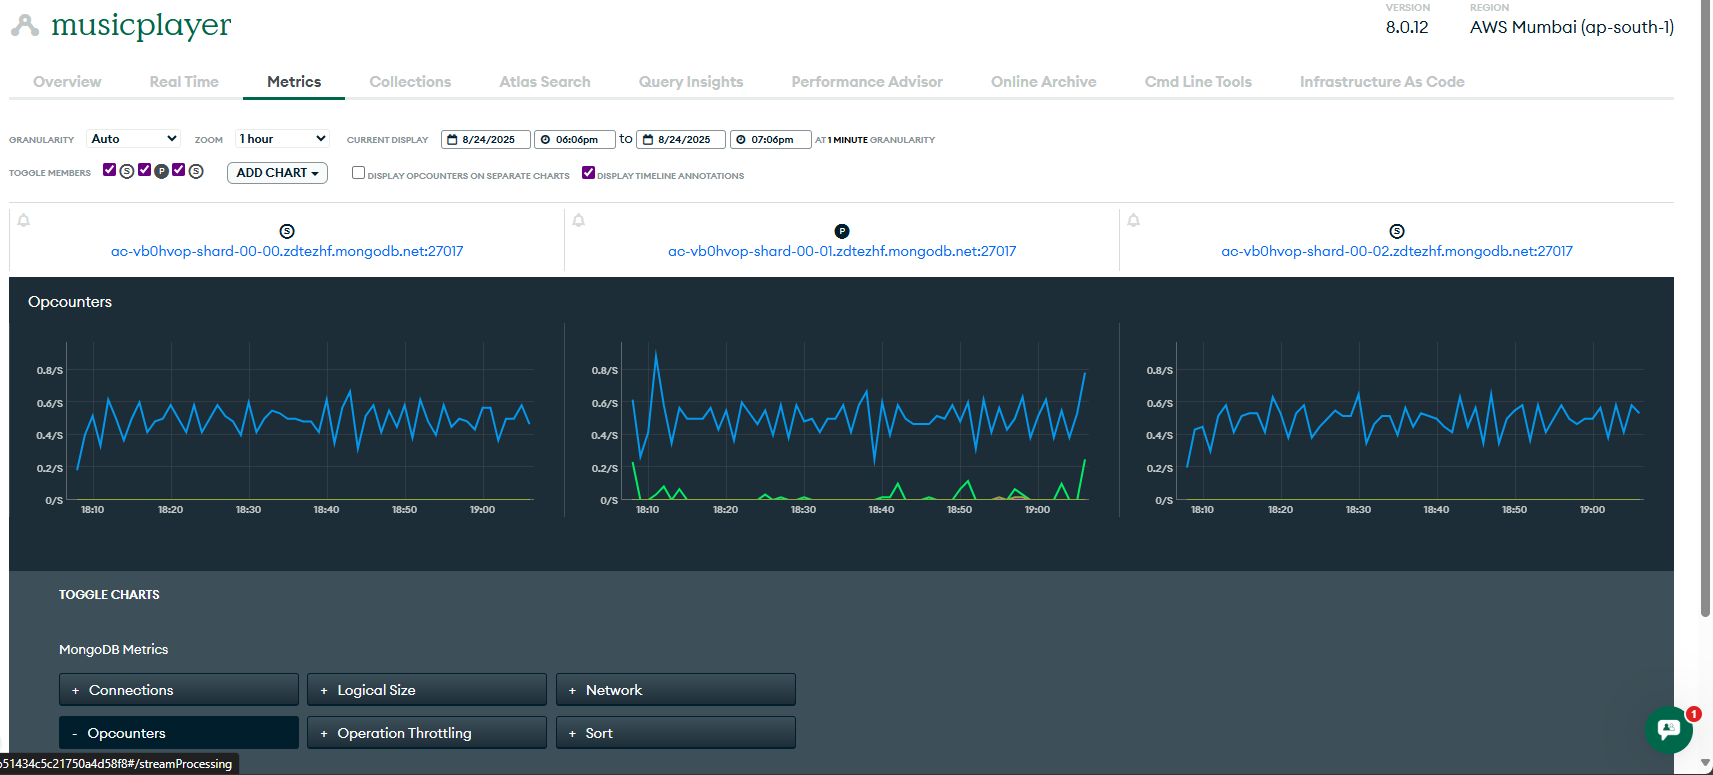 musicplayer
VERSION
8.0.12
REGION
AWS Mumbai (ap-south-1)
Overview Real Time Metrics Collections Atlas Search Query Insights Performance Advisor Online Archive Cmd Line Tools Infrastructure As Code
GRANULARITY Auto ZOOM 1 hour CURRENT DISPLAY 8/24/2025 06:06pm to 8/24/2025 07:06pm AT 1 MINUTE GRANULARITY
TOGGLE MEMBERS S P S ADD CHART DISPLAY OPCOUNTERS ON SEPARATE CHARTS DISPLAY TIMELINE ANNOTATIONS
S P S
ac-vb0hvop-shard-00-00.zdtezhf.mongodb.net:27017 ac-vb0hvop-shard-00-01.zdtezhf.mongodb.net:27017 ac-vb0hvop-shard-00-02.zdtezhf.mongodb.net:27017
Opcounters
0.8/S 0.8/S 0.8/S
0.6/S 0.6/S 0.6/S
0.4/S 0.4/S 0.4/S
0.2/S 0.2/S 0.2/S
0/S 0/S 0/S
18:10 18:20 18:30 18:40 18:50 19:00 18:10 18:20 18:30 18:40 18:50 19:00 18:10 18:20 18:30 18:40 18:50 19:00
TOGGLE CHARTS
MongoDB Metrics
+ Connections + Logical Size + Network
- Opcounters + Operation Throttling + Sort
1
51434c5c21750a4d58f8#/streamProcessing